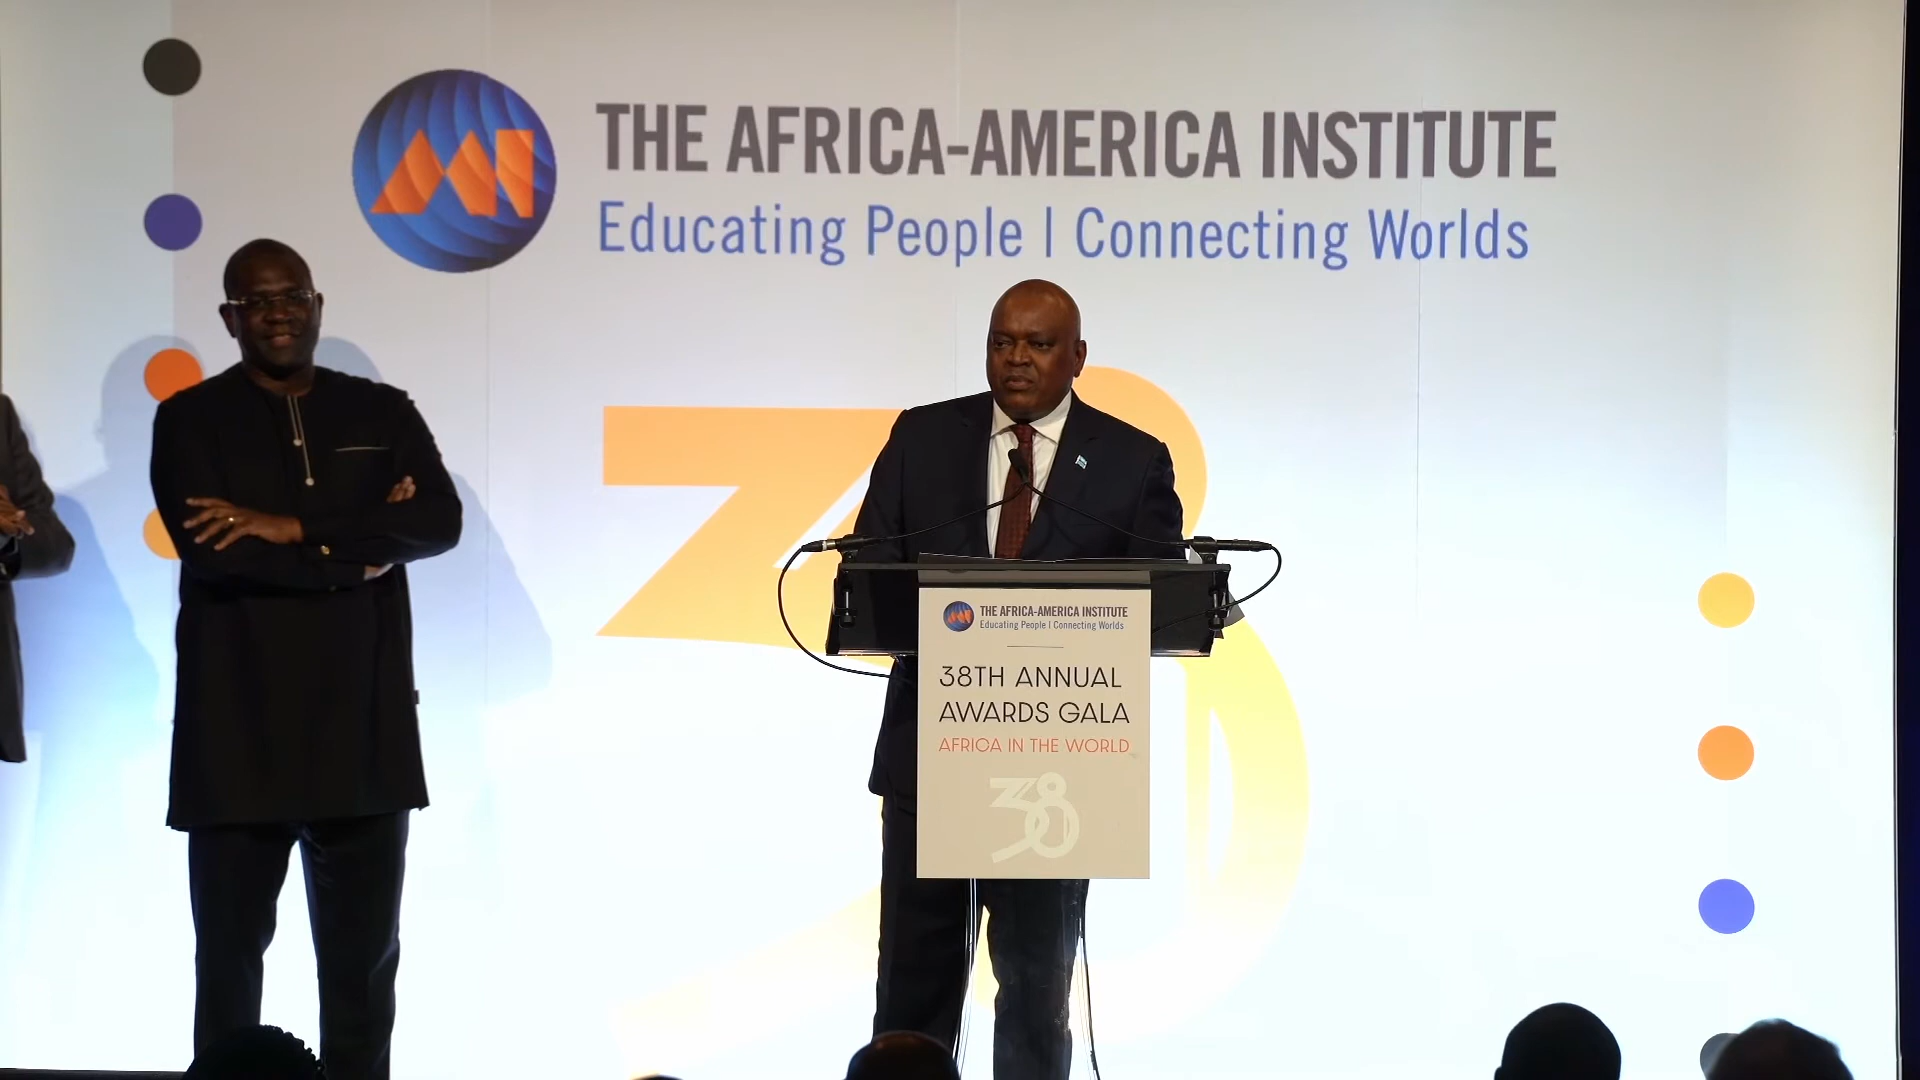 THE AFRICA-AMERICA INSTITUTE
Educating People | Connecting Worlds
38
THE AFRICA-AMERICA INSTITUTE
Educating People | Connecting Worlds
38TH ANNUAL
AWARDS GALA
AFRICA IN THE WORLD
38